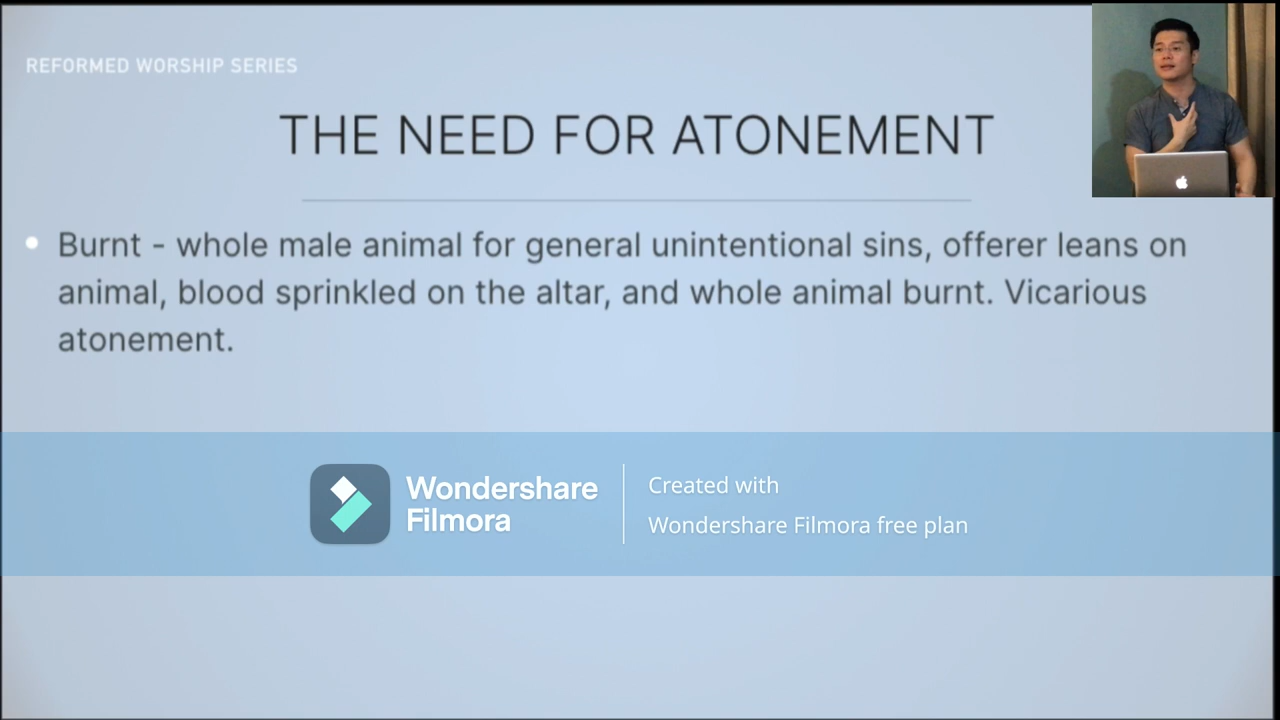 REFORMED WORSHIP SERIES
THE NEED FOR ATONEMENT
Burnt - whole male animal for general unintentional sins, offerer leans on
animal, blood sprinkled on the altar, and whole animal burnt. Vicarious
atonement.
Wondershare
Filmora
Created with
Wondershare Filmora free plan